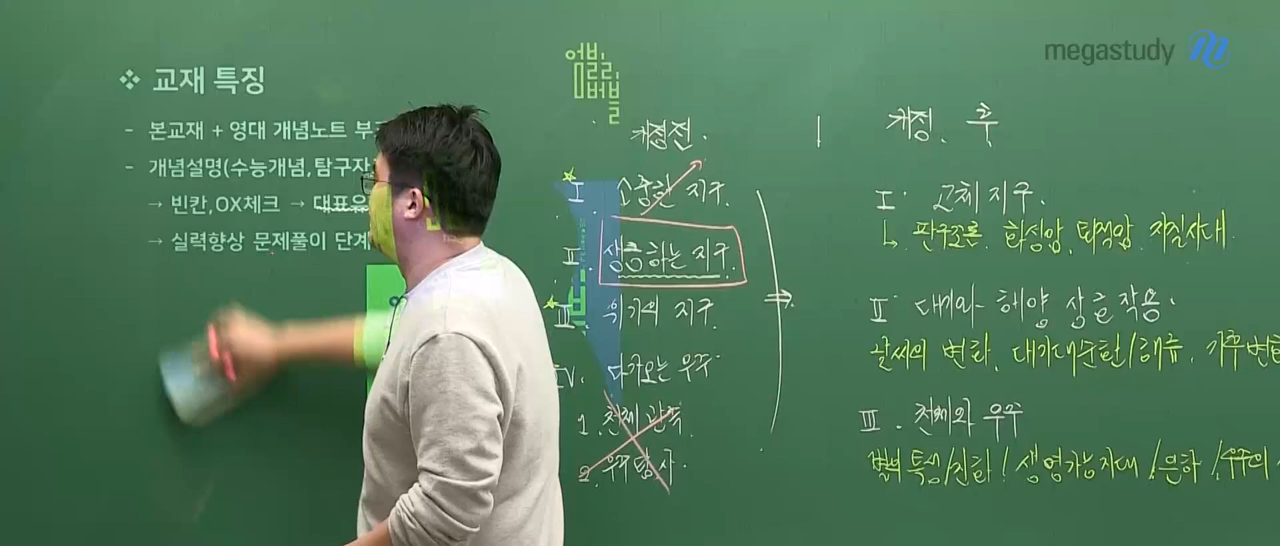 megastudy
엄빌리버블
❖ 교재 특징
- 본교재 + 영대 개념노트
- 개념설명(수능개념,탐구자
→ 빈칸,OX체크 → 대표유
→ 실력향상 문제풀이 단계
개정전.
I. 소중한 지구.
II. 생동하는 지구.
III. 위기의 지구.
IV. 다가오는 우주
1. 천체 관측
2. 우주탐사.
⇒
개정. 후
I. 고체 지구.
↳ 판구조론. 화성암, 퇴적암, 지질시대
II. 대기와 해양 상호작용.
날씨의 변화, 대기대순환/해류, 기후변화
III. 천체와 우주
별의 특성/진화/생명가능지대/은하/우주의